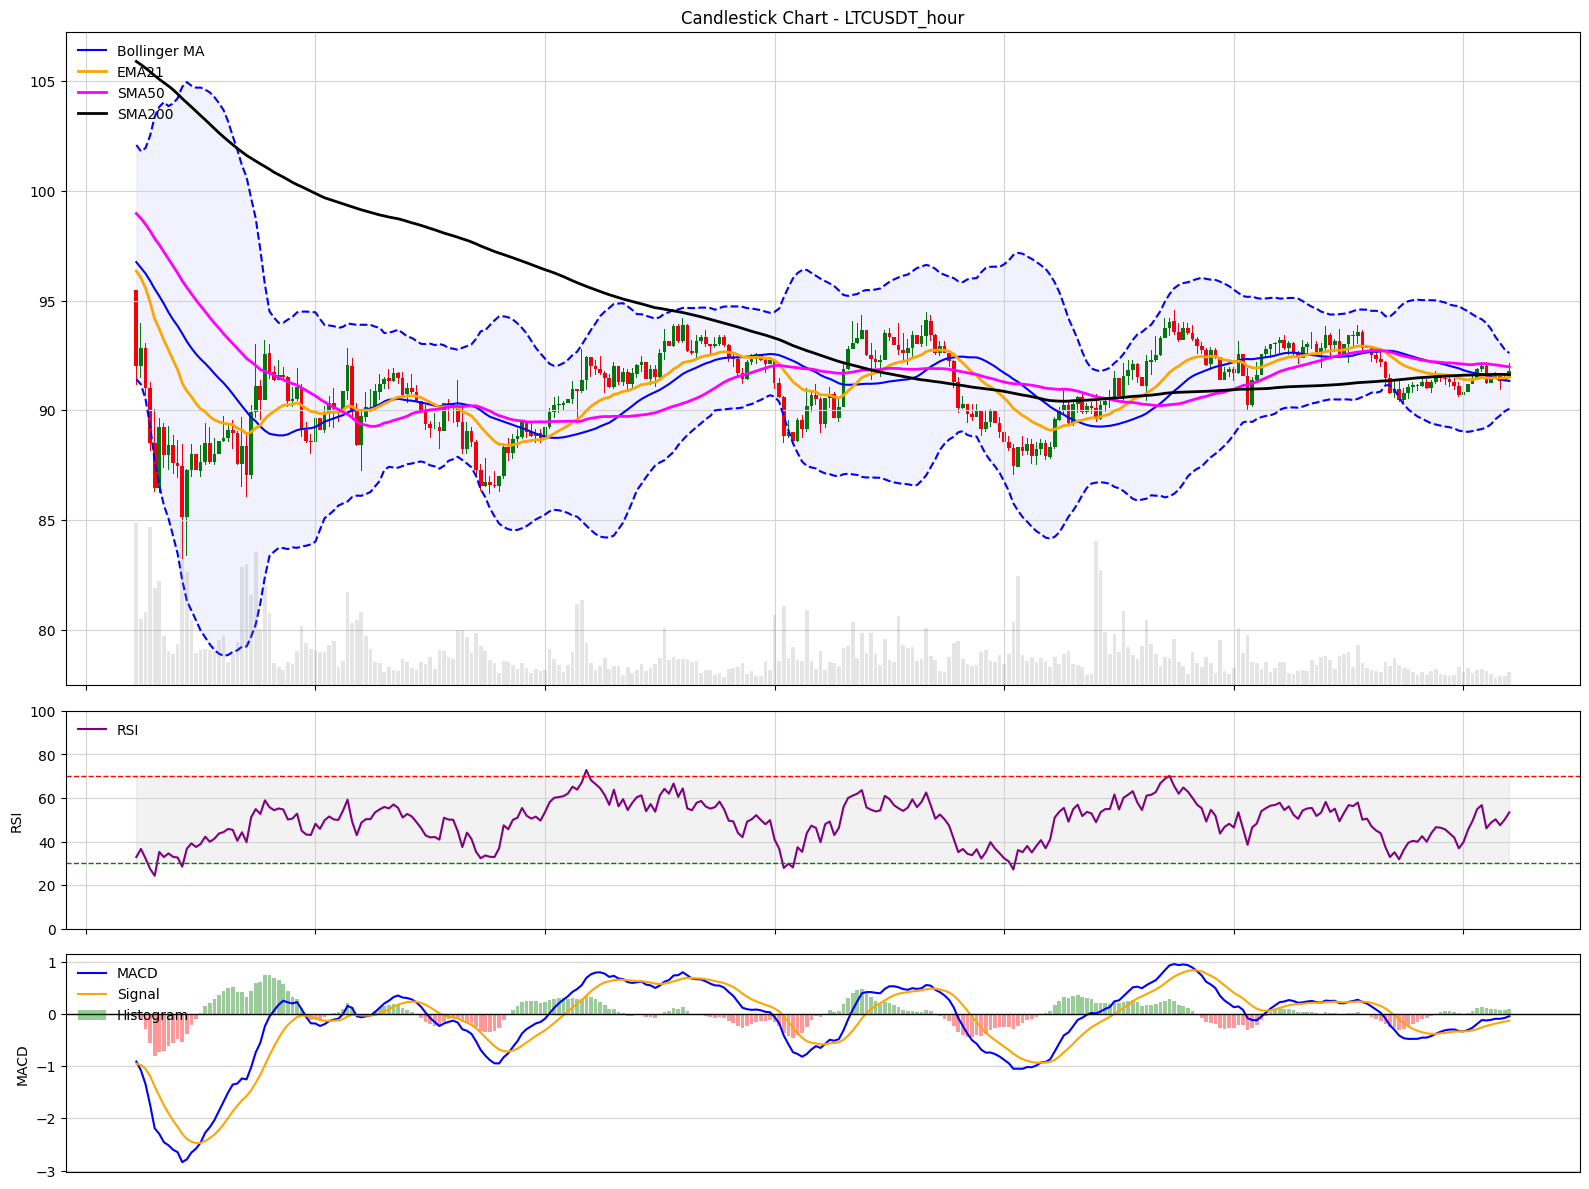 Candlestick Chart - LTCUSDT_hour
Bollinger MA
EMA21
SMA50
SMA200
105
100
95
90
85
80
RSI
100
80
60
40
20
0
RSI
MACD
Signal
Histogram
1
0
−1
−2
−3
MACD